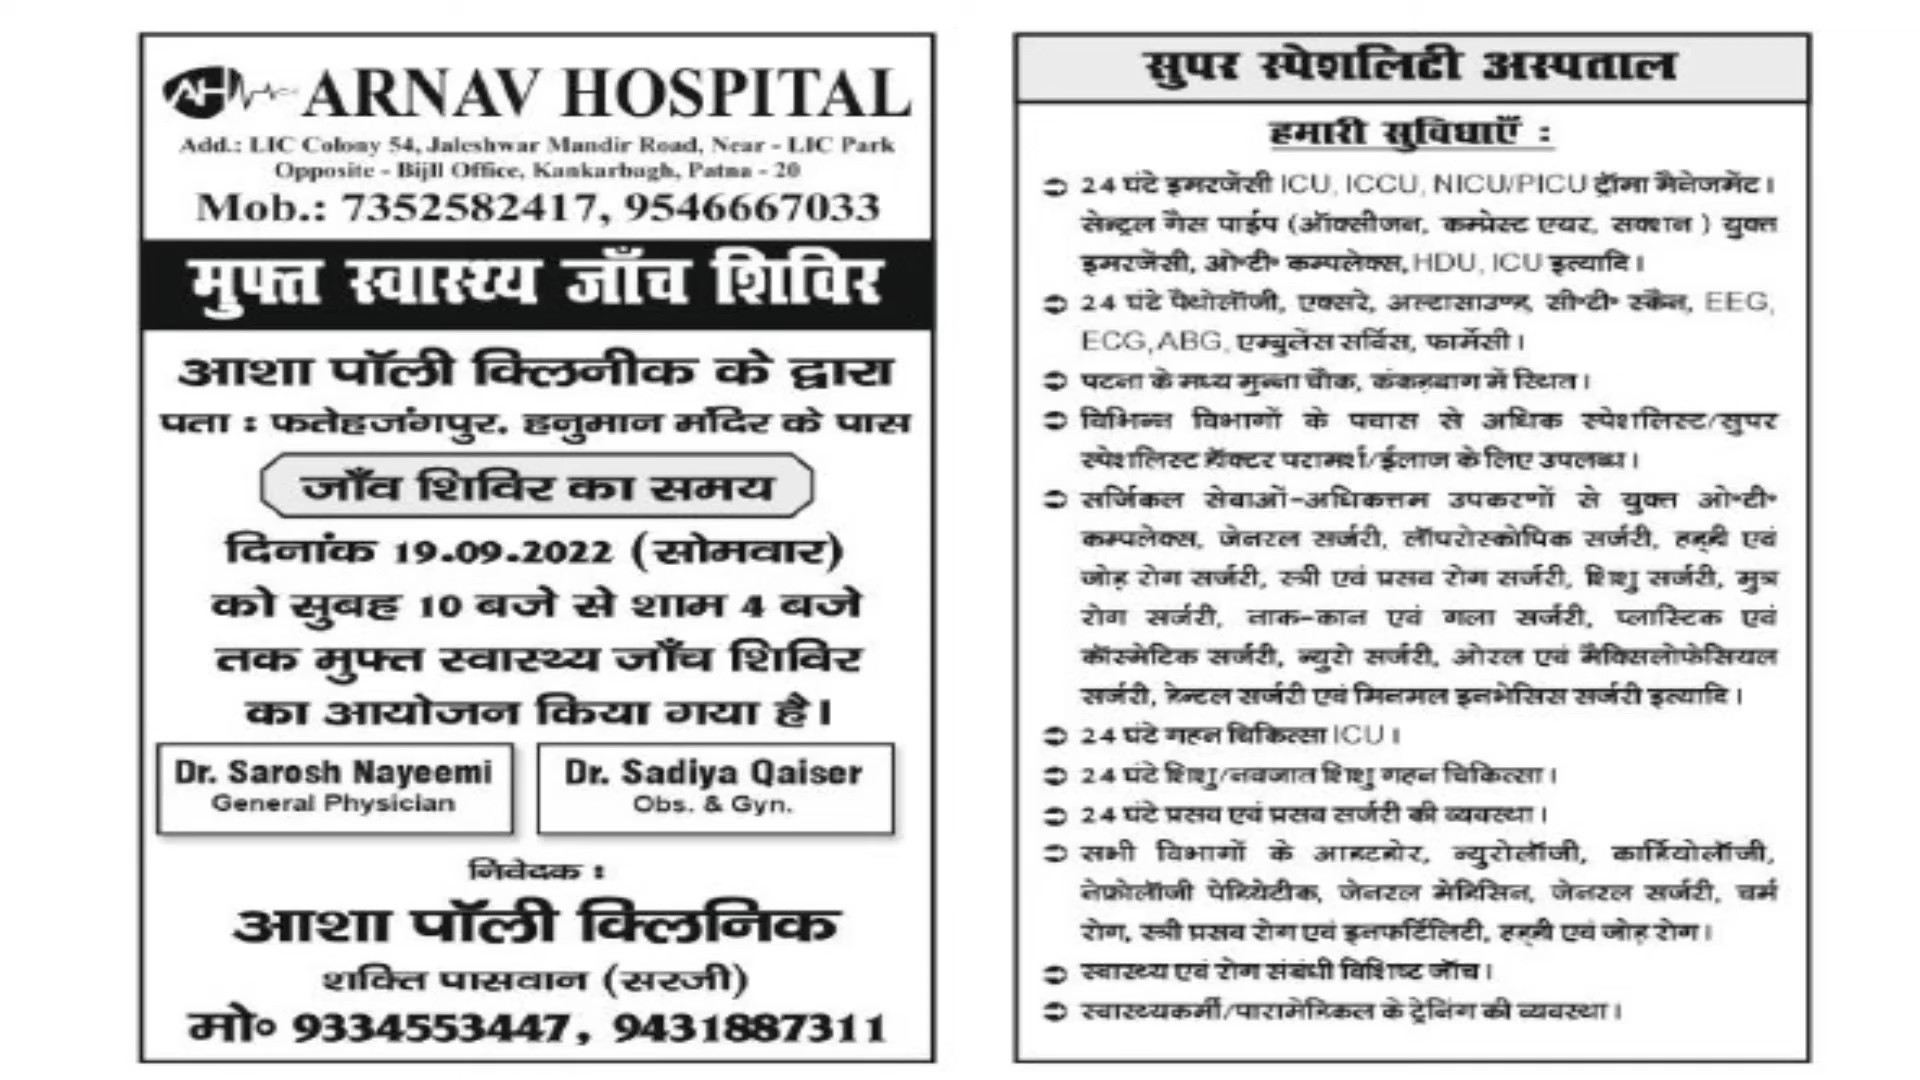 AH ARNAV HOSPITAL
Add.: LIC Colony 54, Jaleshwar Mandir Road, Near - LIC Park
Opposite - Bijll Office, Kankarbagh, Patna - 20
Mob.: 7352582417, 9546667033
मुफ्त स्वास्थ्य जाँच शिविर
आशा पॉली क्लिनीक के द्वारा
पता : फतेहजंगपुर, हनुमान मंदिर के पास
जाँच शिविर का समय
दिनांक 19.09.2022 (सोमवार)
को सुबह 10 बजे से शाम 4 बजे
तक मुफ्त स्वास्थ्य जाँच शिविर
का आयोजन किया गया है।
Dr. Sarosh Nayeemi
General Physician
Dr. Sadiya Qaiser
Obs. & Gyn.
निवेदक :
आशा पॉली क्लिनिक
शक्ति पासवान (सरजी)
मो० 9334553447, 9431887311
सुपर स्पेशलिटी अस्पताल
हमारी सुविधाएँ :
24 घंटे इमरजेंसी ICU, ICCU, NICU/PICU ट्रॉमा मैनेजमेंट।
सेन्ट्रल गैस पाईप (ऑक्सीजन, कम्प्रेस्ट एयर, सक्शन ) युक्त
इमरजेंसी, ओ॰टी॰ कम्पलेक्स, HDU, ICU इत्यादि।
24 घंटे पैथोलॉजी, एक्सरे, अल्टासाउण्ड, सी॰टी॰ स्कैन, EEG,
ECG, ABG, एम्बुलेंस सर्विस, फार्मेसी।
पटना के मध्य मुन्ना चौक, कंकड़बाग में स्थित।
विभिन्न विभागों के पचास से अधिक स्पेशलिस्ट/सुपर
स्पेशलिस्ट डॉक्टर परामर्श/ईलाज के लिए उपलब्ध।
सर्जिकल सेवाओं-अधिकत्तम उपकरणों से युक्त ओ॰टी॰
कम्पलेक्स, जेनरल सर्जरी, लॉपरोस्कोपिक सर्जरी, हड्डी एवं
जोड़ रोग सर्जरी, स्त्री एवं प्रसव रोग सर्जरी, शिशु सर्जरी, मुत्र
रोग सर्जरी, नाक-कान एवं गला सर्जरी, प्लास्टिक एवं
कॉस्मेटिक सर्जरी, न्युरो सर्जरी, ओरल एवं मैक्सिलोफेसियल
सर्जरी, डेन्टल सर्जरी एवं मिनमल इनभेसिस सर्जरी इत्यादि।
24 घंटे गहन चिकित्सा ICU।
24 घंटे शिशु/नवजात शिशु गहन चिकित्सा।
24 घंटे प्रसव एवं प्रसव सर्जरी की व्यवस्था।
सभी विभागों के आउटडोर, न्युरोलॉजी, कार्डियोलॉजी,
नेफ्रोलॉजी पेडियेटीक, जेनरल मेडिसिन, जेनरल सर्जरी, चर्म
रोग, स्त्री प्रसव रोग एवं इनफर्टिलिटी, हड्डी एवं जोड़ रोग।
स्वास्थ्य एवं रोग संबंधी विशिष्ट जाँच।
स्वास्थ्यकर्मी/पारामेडिकल के ट्रेनिंग की व्यवस्था।